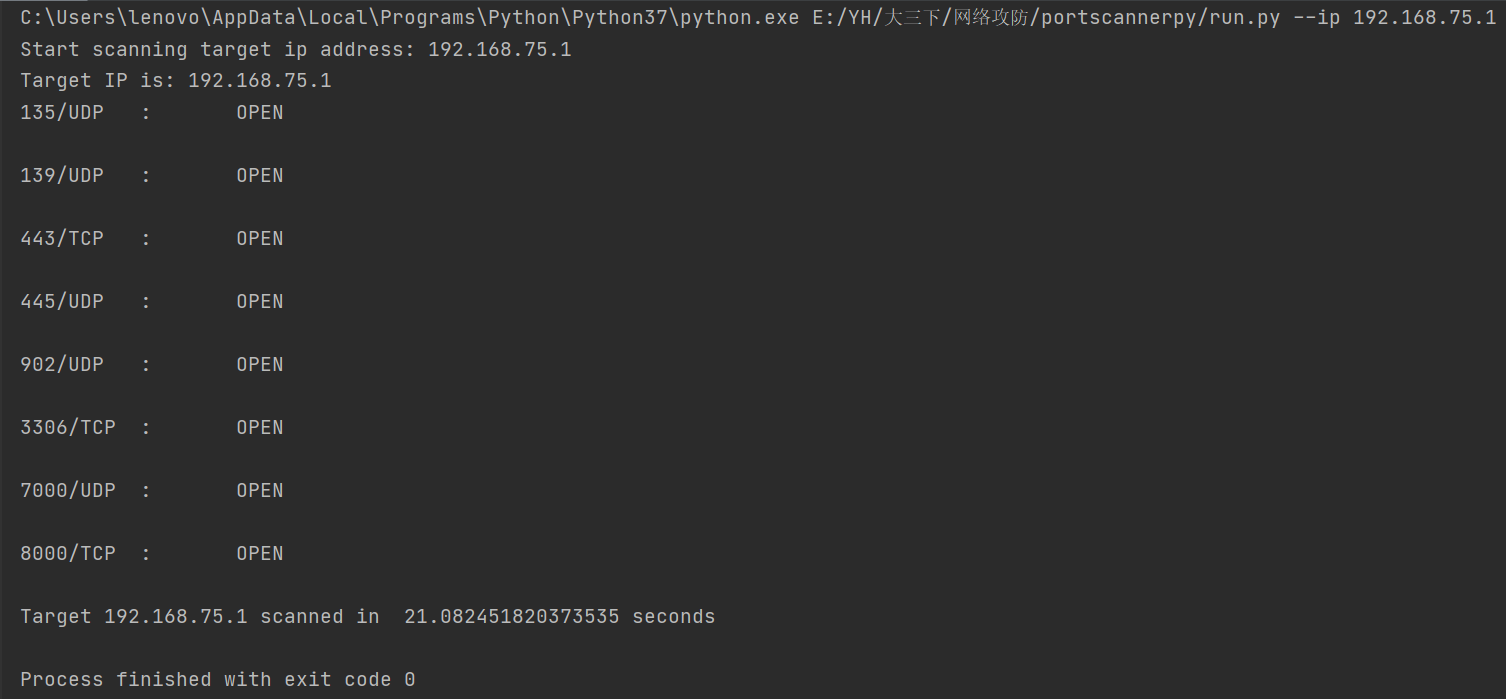 C:\Users\lenovo\AppData\Local\Programs\Python\Python37\python.exe E:/YH/大三下/网络攻防/portscannerpy/run.py --ip 192.168.75.1
Start scanning target ip address: 192.168.75.1
Target IP is: 192.168.75.1
135/UDP   :       OPEN
139/UDP   :       OPEN
443/TCP   :       OPEN
445/UDP   :       OPEN
902/UDP   :       OPEN
3306/TCP  :       OPEN
7000/UDP  :       OPEN
8000/TCP  :       OPEN
Target 192.168.75.1 scanned in  21.082451820373535 seconds
Process finished with exit code 0